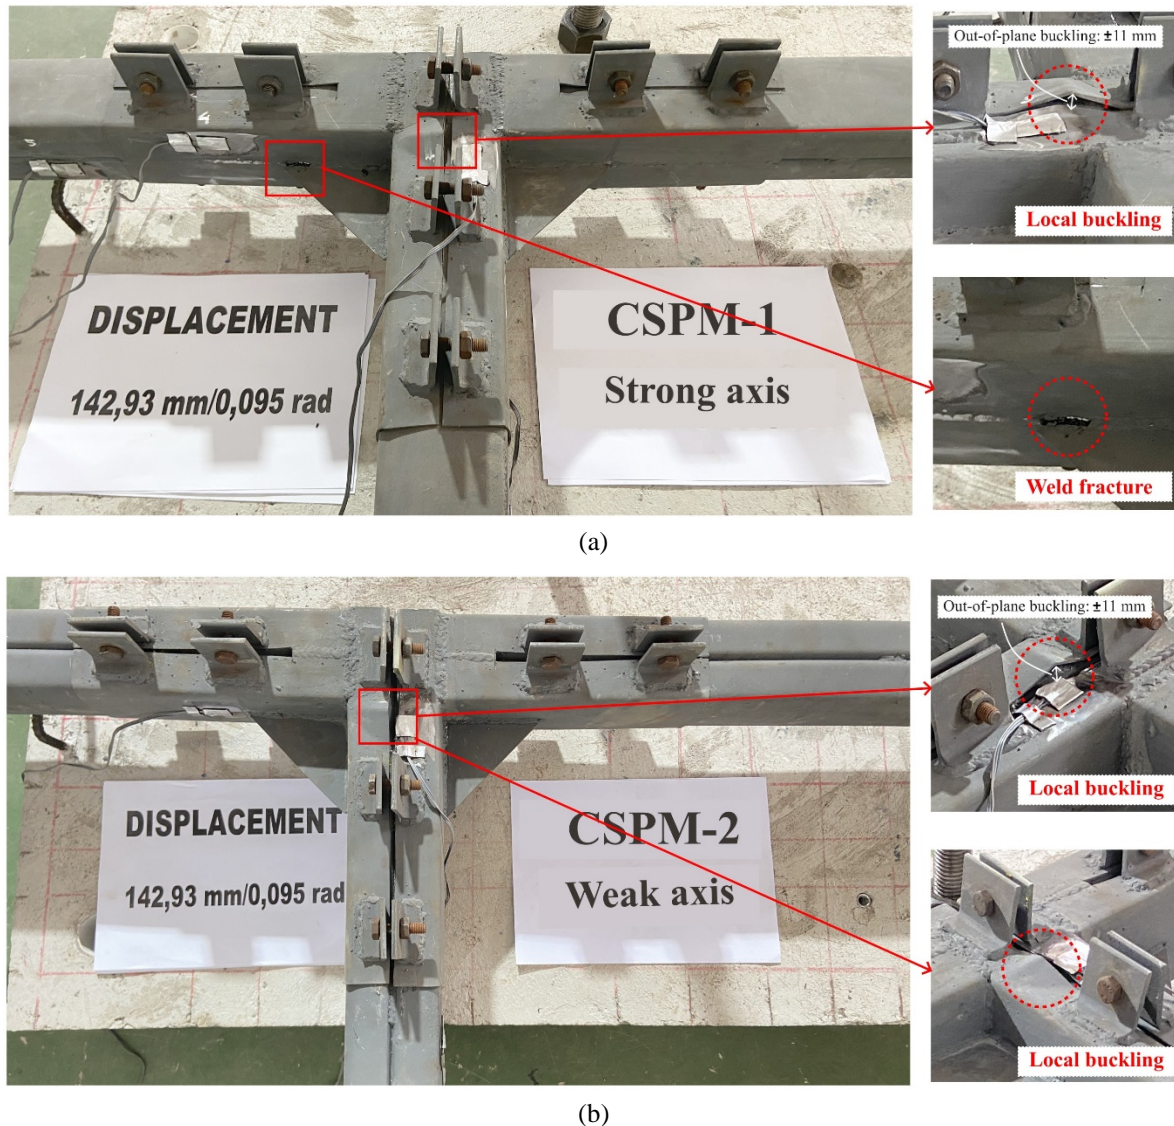 Out-of-plane buckling: ±11 mm
Local buckling
DISPLACEMENT
142,93 mm/0,095 rad
CSPM-1
Strong axis
Weld fracture
(a)
Out-of-plane buckling: ±11 mm
Local buckling
DISPLACEMENT
142,93 mm/0,095 rad
CSPM-2
Weak axis
Local buckling
(b)